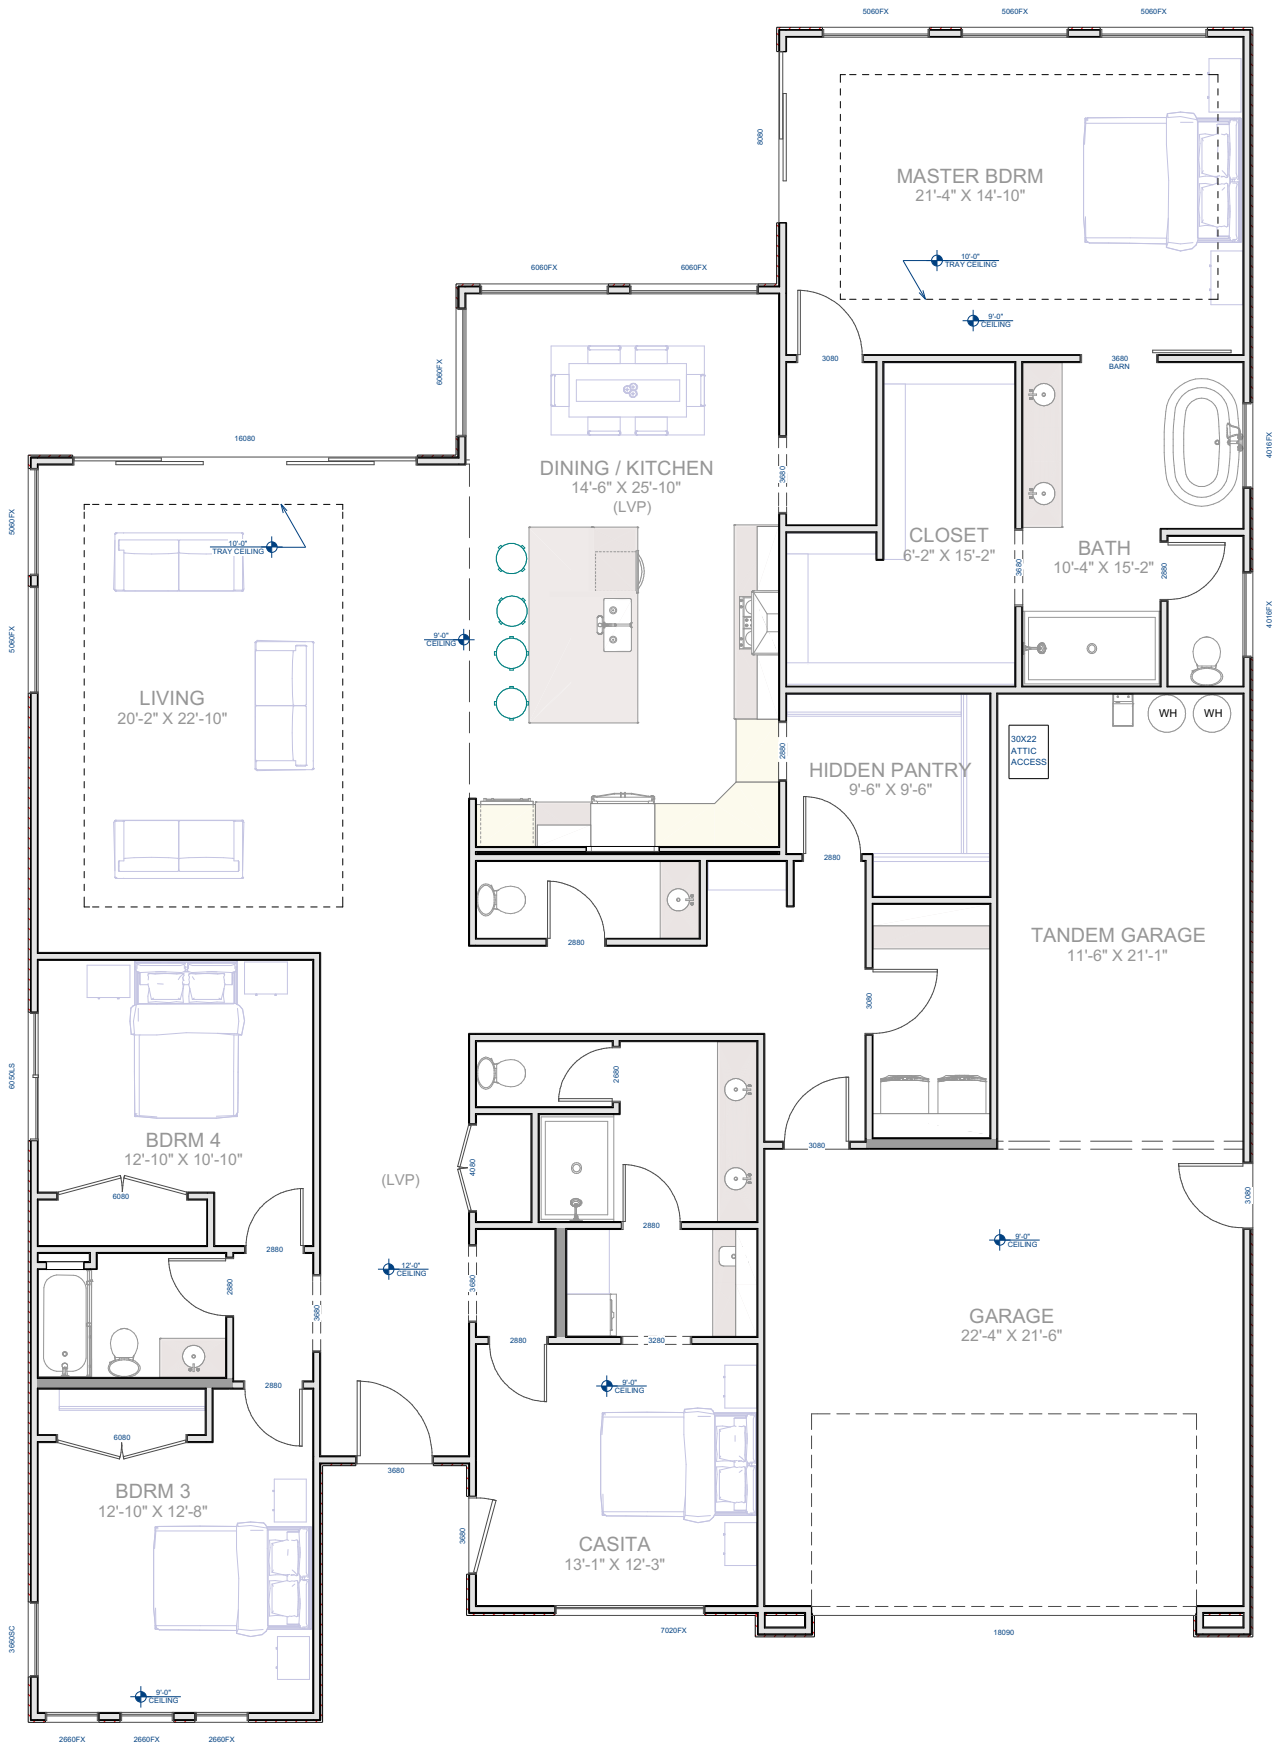 5060FX 5060FX 5060FX
8080
MASTER BDRM
21'-4" X 14'-10"
10'-0"
TRAY CEILING
9'-0"
CEILING
6060FX 6060FX
6060FX
3080
3680
BARN
16080
4016FX
DINING / KITCHEN
14'-6" X 25'-10"
(LVP)
3680
5060FX
10'-0"
TRAY CEILING
CLOSET
6'-2" X 15'-2"
3680
BATH
10'-4" X 15'-2"
2880
4016FX
5060FX
9'-0"
CEILING
LIVING
20'-2" X 22'-10"
WH WH
30X22
ATTIC
ACCESS
2880
HIDDEN PANTRY
9'-6" X 9'-6"
2880
2880
TANDEM GARAGE
11'-6" X 21'-1"
3080
6050LS
2680
BDRM 4
12'-10" X 10'-10"
3080
4080
(LVP)
6080
3080
2880
2880
9'-0"
CEILING
12'-0"
CEILING
2880
3680
3680
GARAGE
22'-4" X 21'-6"
2880
3280
2880
9'-0"
CEILING
6080
3680
BDRM 3
12'-10" X 12'-8"
3680
CASITA
13'-1" X 12'-3"
3660SC
7020FX
18090
9'-0"
CEILING
2660FX 2660FX 2660FX